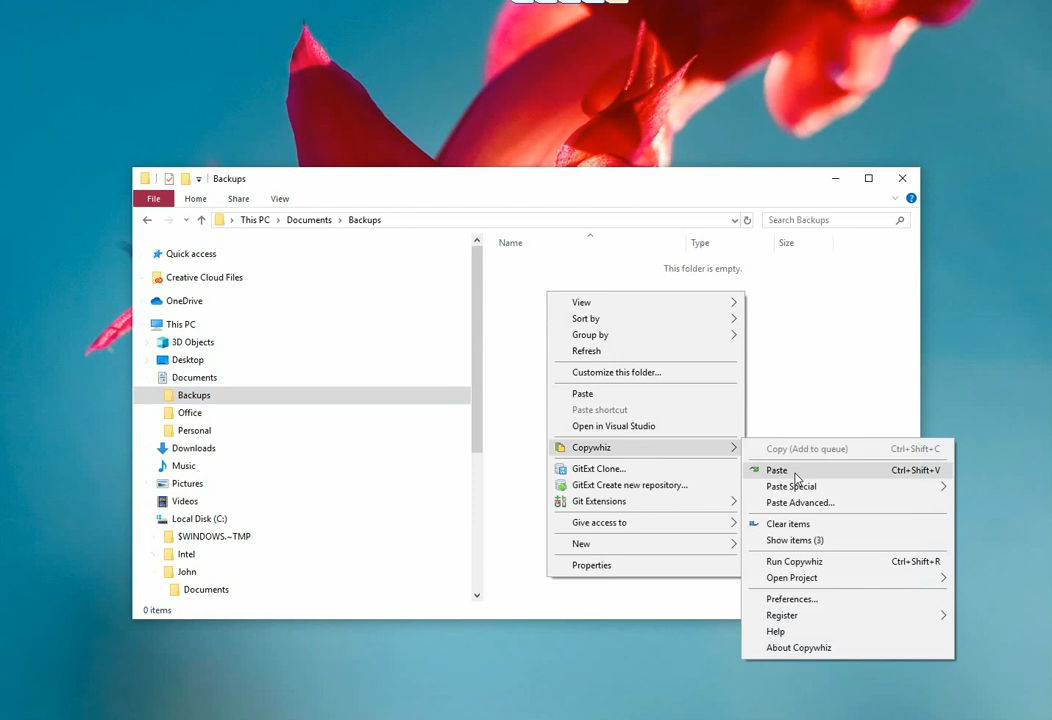 Backups
File Home Share View
This PC Documents Backups
Search Backups
Name Type Size
This folder is empty.
Quick access
Creative Cloud Files
OneDrive
This PC
3D Objects
Desktop
Documents
Backups
Office
Personal
Downloads
Music
Pictures
Videos
Local Disk (C:)
$WINDOWS.~TMP
Intel
John
Documents
0 items
View
Sort by
Group by
Refresh
Customize this folder...
Paste
Paste shortcut
Open in Visual Studio
Copywhiz
GitExt Clone...
GitExt Create new repository...
Git Extensions
Give access to
New
Properties
Copy (Add to queue) Ctrl+Shift+C
Paste Ctrl+Shift+V
Paste Special
Paste Advanced...
Clear items
Show items (3)
Run Copywhiz Ctrl+Shift+R
Open Project
Preferences...
Register
Help
About Copywhiz